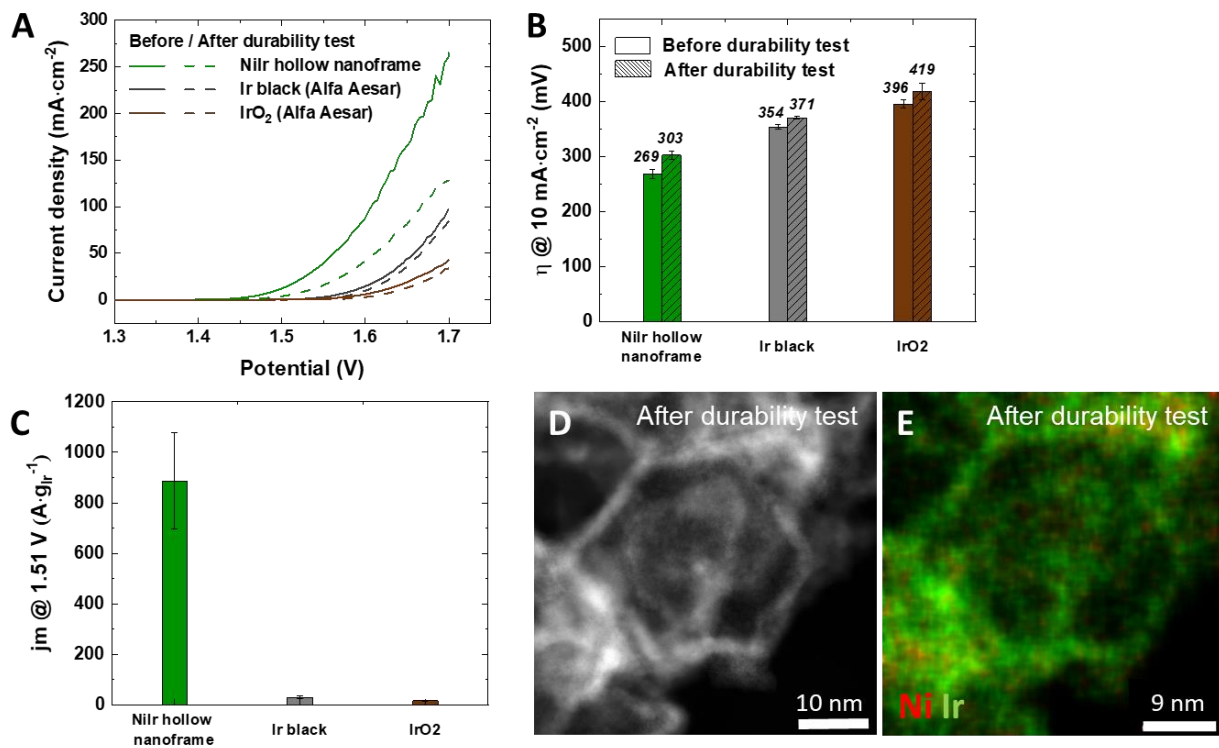 A
Before / After durability test
NiIr hollow nanoframe
Ir black (Alfa Aesar)
IrO2 (Alfa Aesar)
300
250
200
150
100
50
0
Current density (mA·cm-2)
1.3
1.4
1.5
1.6
1.7
Potential (V)
B
Before durability test
After durability test
500
400
300
200
100
0
η @ 10 mA·cm-2 (mV)
269
303
354
371
396
419
NiIr hollow
nanoframe
Ir black
IrO2
C
1200
1000
800
600
400
200
0
jm @ 1.51 V (A·gIr-1)
NiIr hollow
nanoframe
Ir black
IrO2
D
After durability test
10 nm
E
After durability test
Ni Ir
9 nm